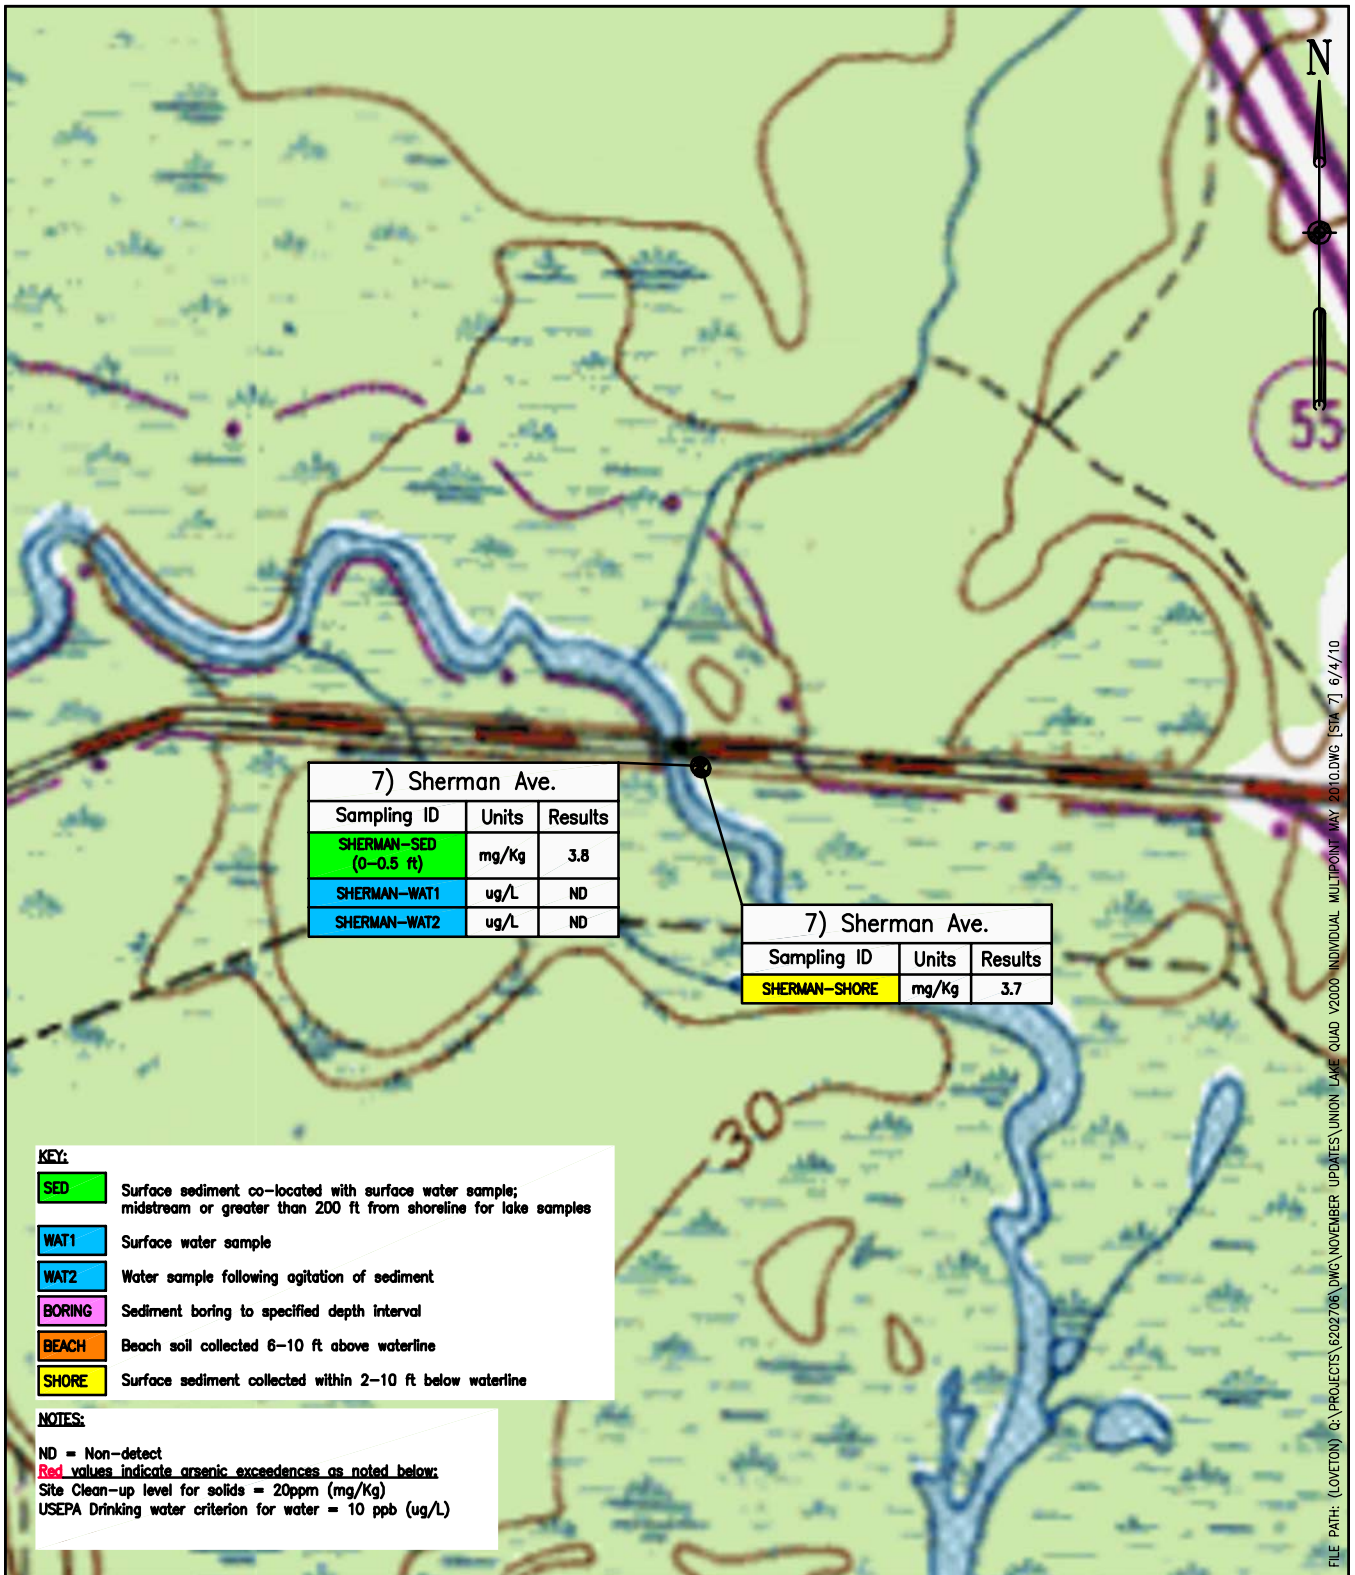 N
55
7) Sherman Ave.
Sampling ID Units Results
SHERMAN-SED
(0-0.5 ft) mg/Kg 3.8
SHERMAN-WAT1 ug/L ND
SHERMAN-WAT2 ug/L ND
7) Sherman Ave.
Sampling ID Units Results
SHERMAN-SHORE mg/Kg 3.7
30
KEY:
SED Surface sediment co-located with surface water sample;
midstream or greater than 200 ft from shoreline for lake samples
WAT1 Surface water sample
WAT2 Water sample following agitation of sediment
BORING Sediment boring to specified depth interval
BEACH Beach soil collected 6-10 ft above waterline
SHORE Surface sediment collected within 2-10 ft below waterline
NOTES:
ND = Non-detect
Red values indicate arsenic exceedences as noted below:
Site Clean-up level for solids = 20ppm (mg/Kg)
USEPA Drinking water criterion for water = 10 ppb (ug/L)
FILE PATH: (LOVETON) Q:\PROJECTS\6202706\DWG\NOVEMBER UPDATES\UNION LAKE QUAD V2000 INDIVIDUAL MULTIPOINT MAY 2010.DWG [STA 7] 6/4/10